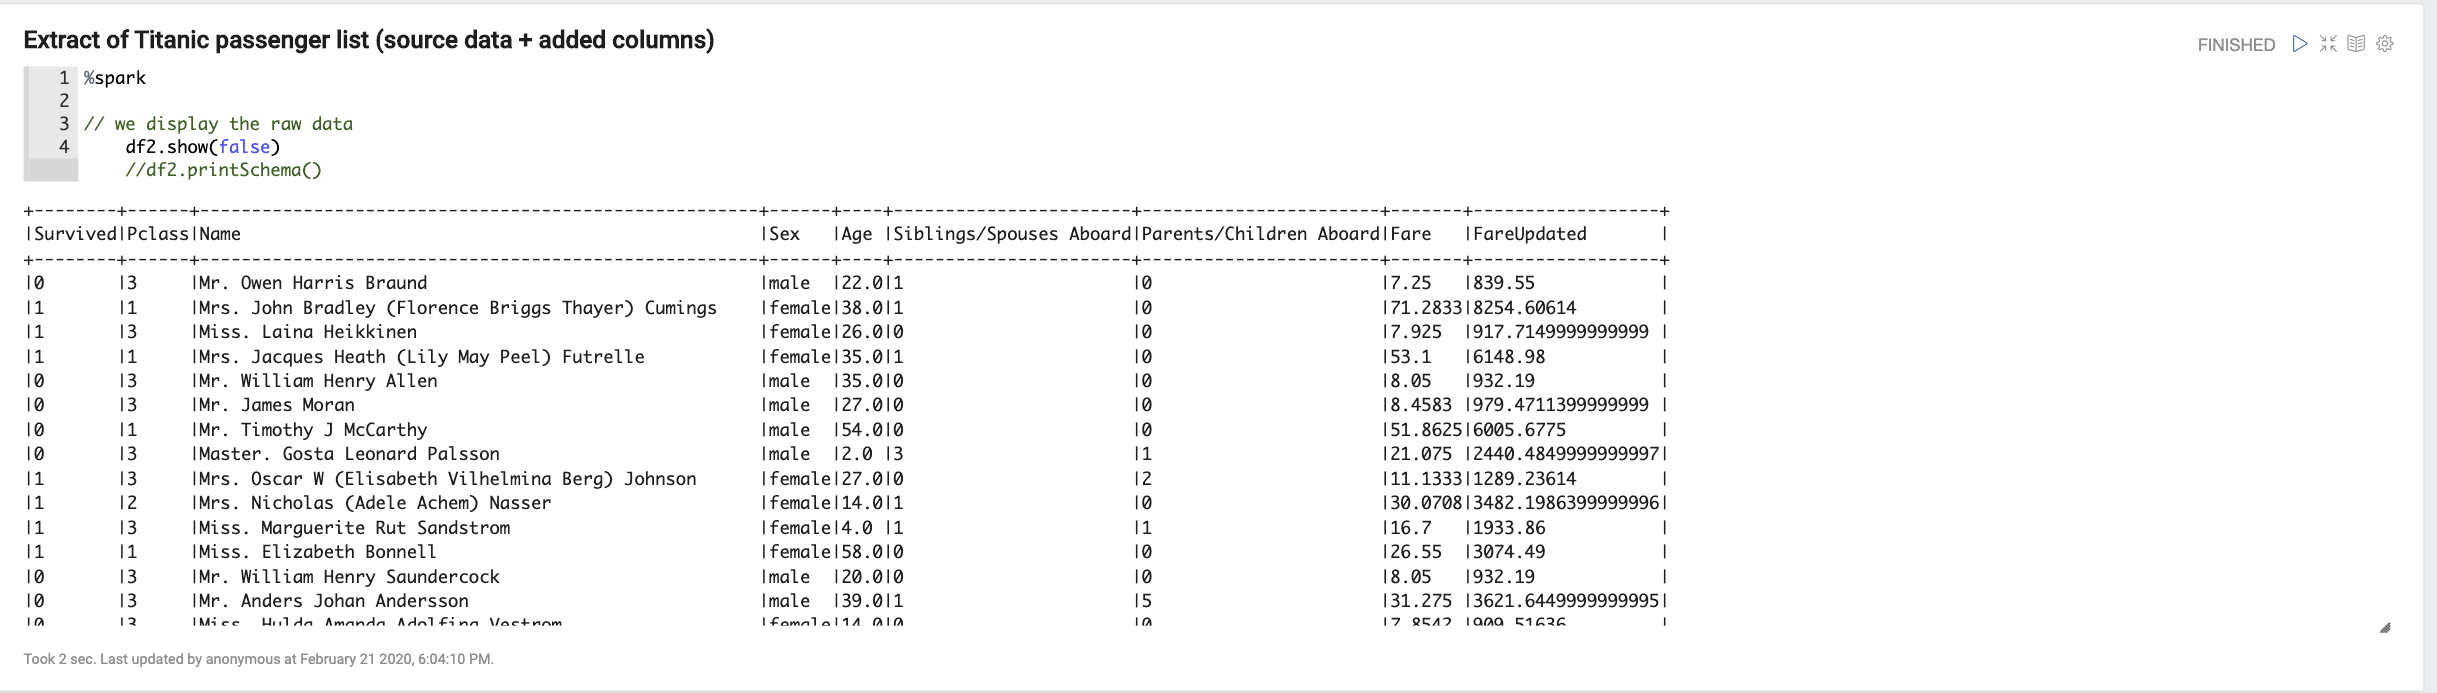 Extract of Titanic passenger list (source data + added columns)
FINISHED
1 %spark
2
3 // we display the raw data
4     df2.show(false)
    //df2.printSchema()
+--------+------+------------------------------------------------------+------+----+-----------------------+-----------------------+-------+------------------+
|Survived|Pclass|Name                                                  |Sex   |Age |Siblings/Spouses Aboard|Parents/Children Aboard|Fare   |FareUpdated       |
+--------+------+------------------------------------------------------+------+----+-----------------------+-----------------------+-------+------------------+
|0       |3     |Mr. Owen Harris Braund                                |male  |22.0|1                      |0                      |7.25   |839.55            |
|1       |1     |Mrs. John Bradley (Florence Briggs Thayer) Cumings    |female|38.0|1                      |0                      |71.2833|8254.60614        |
|1       |3     |Miss. Laina Heikkinen                                 |female|26.0|0                      |0                      |7.925  |917.7149999999999 |
|1       |1     |Mrs. Jacques Heath (Lily May Peel) Futrelle           |female|35.0|1                      |0                      |53.1   |6148.98           |
|0       |3     |Mr. William Henry Allen                               |male  |35.0|0                      |0                      |8.05   |932.19            |
|0       |3     |Mr. James Moran                                       |male  |27.0|0                      |0                      |8.4583 |979.4711399999999 |
|0       |1     |Mr. Timothy J McCarthy                                |male  |54.0|0                      |0                      |51.8625|6005.6775         |
|0       |3     |Master. Gosta Leonard Palsson                         |male  |2.0 |3                      |1                      |21.075 |2440.4849999999997|
|1       |3     |Mrs. Oscar W (Elisabeth Vilhelmina Berg) Johnson      |female|27.0|0                      |2                      |11.1333|1289.23614        |
|1       |2     |Mrs. Nicholas (Adele Achem) Nasser                    |female|14.0|1                      |0                      |30.0708|3482.1986399999996|
|1       |3     |Miss. Marguerite Rut Sandstrom                        |female|4.0 |1                      |1                      |16.7   |1933.86           |
|1       |1     |Miss. Elizabeth Bonnell                               |female|58.0|0                      |0                      |26.55  |3074.49           |
|0       |3     |Mr. William Henry Saundercock                         |male  |20.0|0                      |0                      |8.05   |932.19            |
|0       |3     |Mr. Anders Johan Andersson                            |male  |39.0|1                      |5                      |31.275 |3621.6449999999995|
|0       |3     |Miss. Hulda Amanda Adolfina Vestrom                   |female|14.0|0                      |0                      |7.8542 |909.51636         |
Took 2 sec. Last updated by anonymous at February 21 2020, 6:04:10 PM.